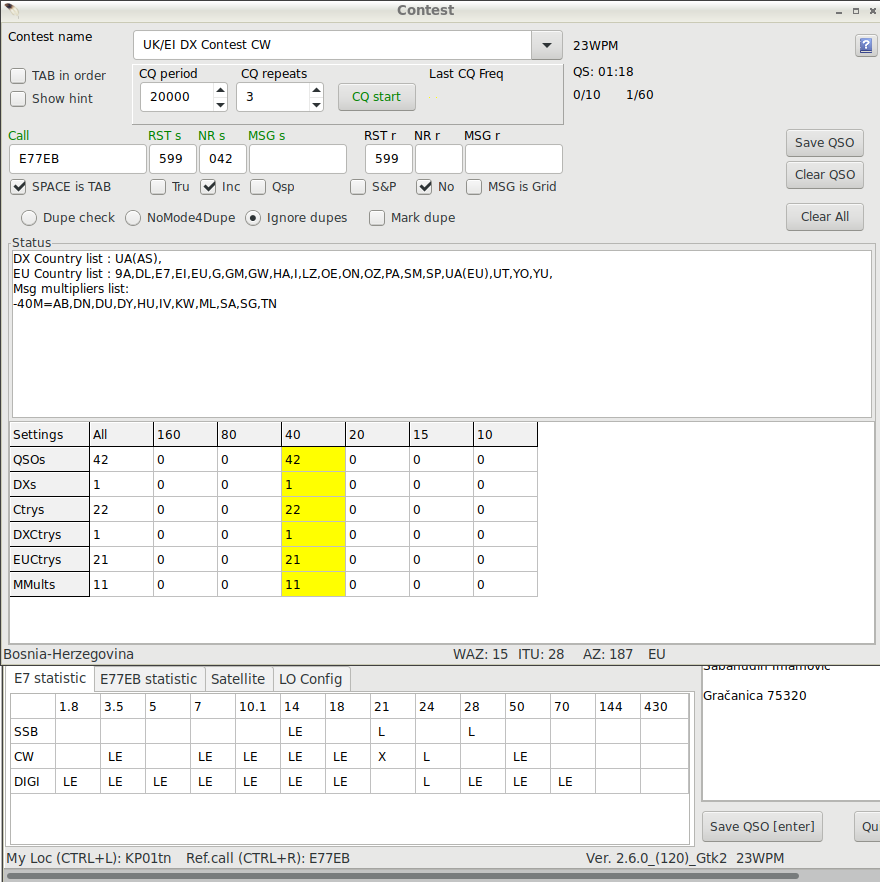 Contest
Contest name
UK/EI DX Contest CW
23WPM
?
TAB in order
CQ period
CQ repeats
Last CQ Freq
QS: 01:18
Show hint
20000
3
CQ start
0/10 1/60
Call
RST s
NR s
MSG s
RST r
NR r
MSG r
Save QSO
E77EB
599
042
599
SPACE is TAB
Tru
Inc
Qsp
S&P
No
MSG is Grid
Clear QSO
Dupe check
NoMode4Dupe
Ignore dupes
Mark dupe
Clear All
Status
DX Country list : UA(AS),
EU Country list : 9A,DL,E7,EI,EU,G,GM,GW,HA,I,LZ,OE,ON,OZ,PA,SM,SP,UA(EU),UT,YO,YU,
Msg multipliers list:
-40M=AB,DN,DU,DY,HU,IV,KW,ML,SA,SG,TN
Settings All 160 80 40 20 15 10
QSOs 42 0 0 42 0 0 0
DXs 1 0 0 1 0 0 0
Ctrys 22 0 0 22 0 0 0
DXCtrys 1 0 0 1 0 0 0
EUCtrys 21 0 0 21 0 0 0
MMults 11 0 0 11 0 0 0
Bosnia-Herzegovina WAZ: 15 ITU: 28 AZ: 187 EU
Sabahudin Imamovic
E7 statistic E77EB statistic Satellite LO Config
Gračanica 75320
1.8 3.5 5 7 10.1 14 18 21 24 28 50 70 144 430
SSB LE L L
CW LE LE LE LE LE X L LE
DIGI LE LE LE LE LE LE LE L LE LE LE
Save QSO [enter]
Qu
My Loc (CTRL+L): KP01tn Ref.call (CTRL+R): E77EB Ver. 2.6.0_(120)_Gtk2 23WPM